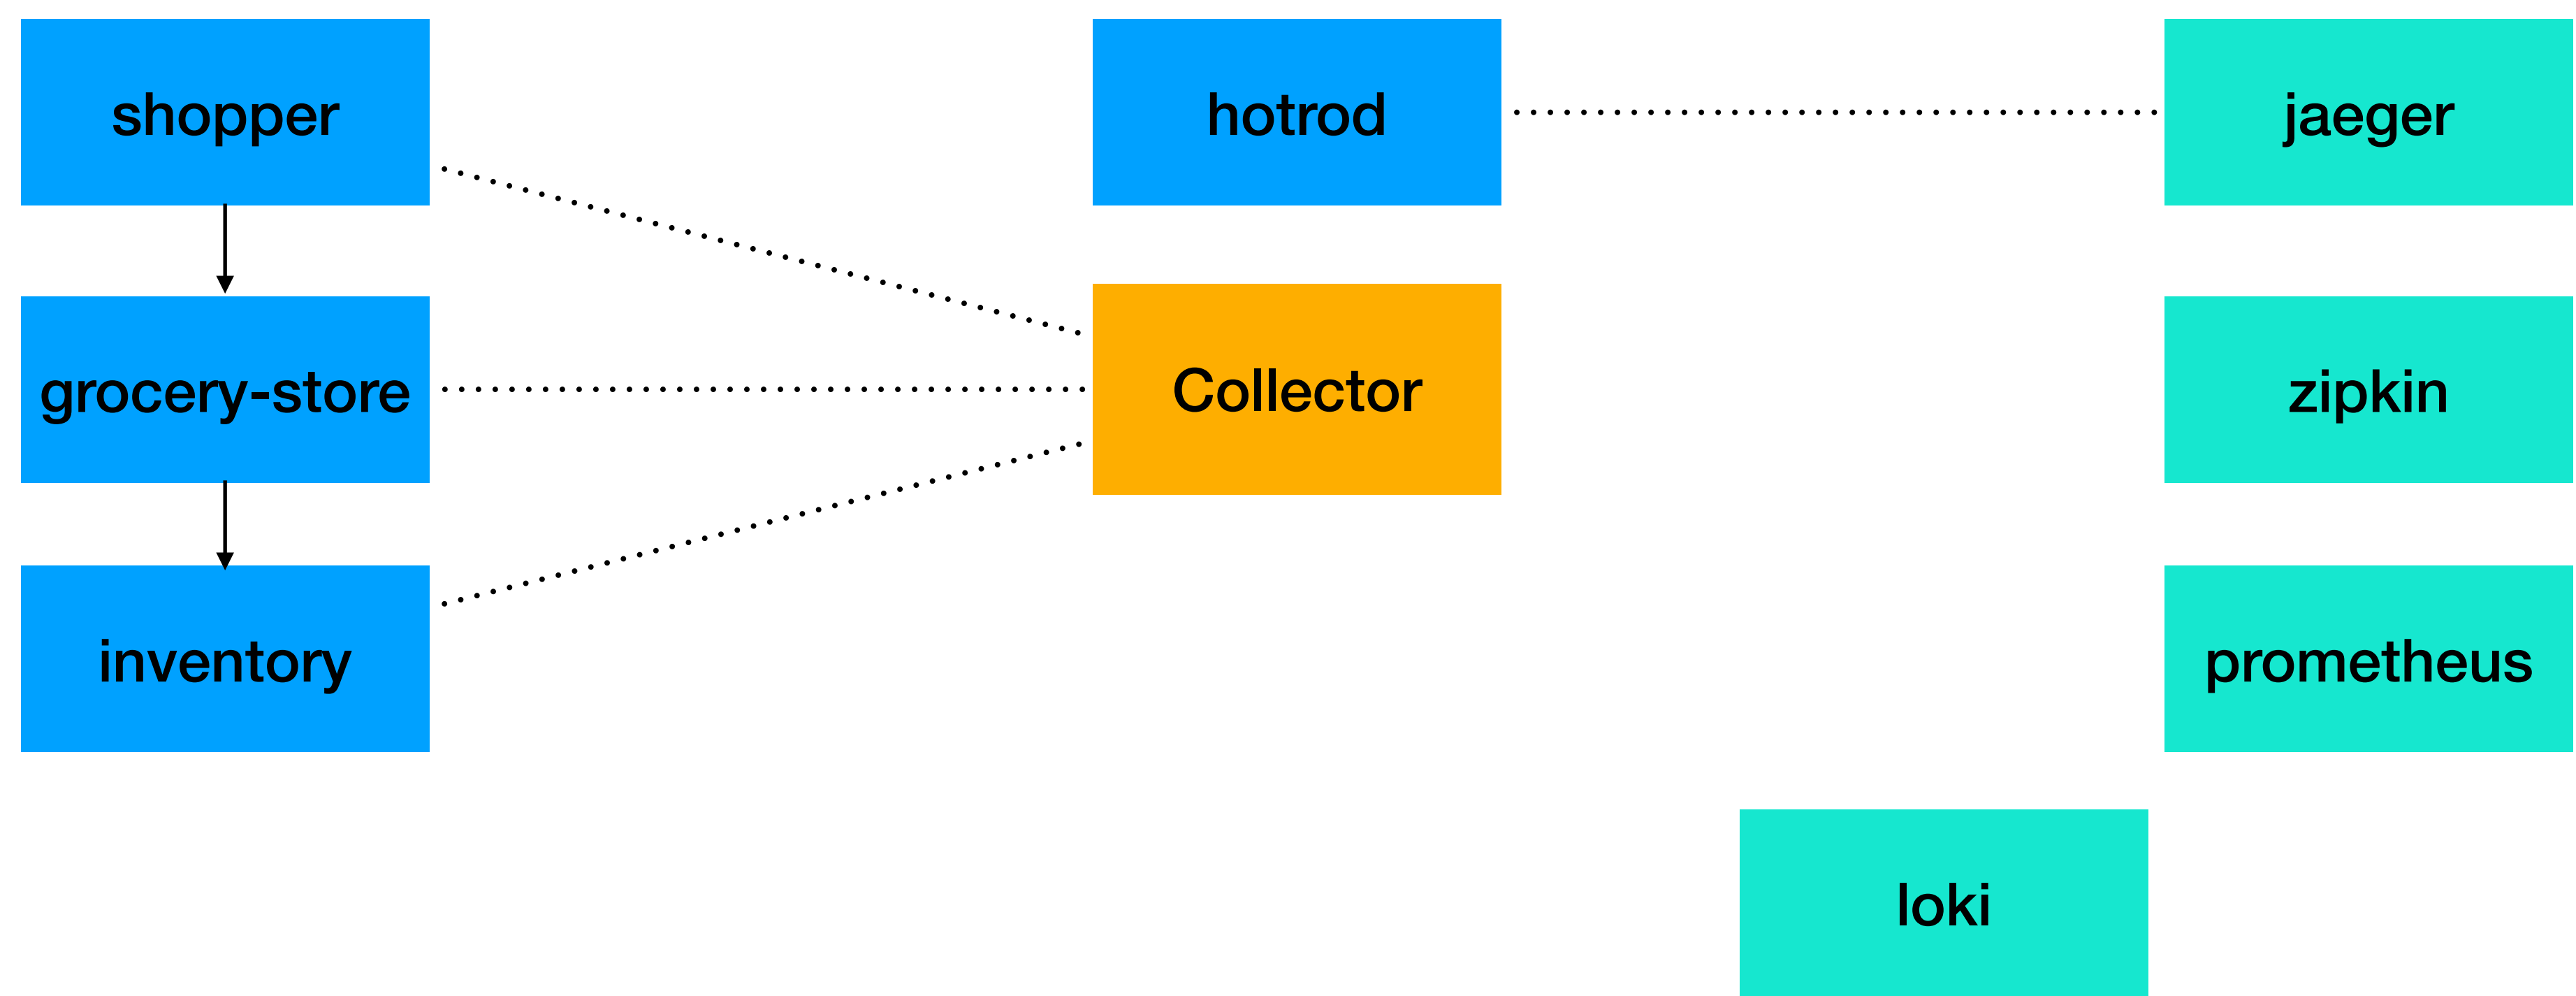 shopper
hotrod
jaeger
grocery-store
Collector
zipkin
inventory
prometheus
loki